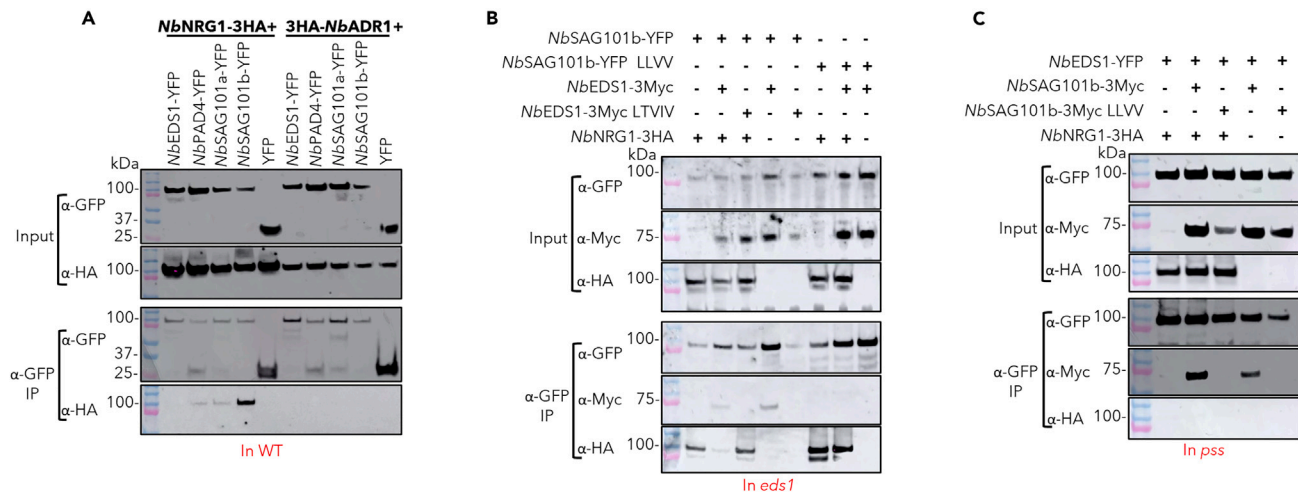 A
NbNRG1-3HA+ 3HA-NbADR1+
NbEDS1-YFP
NbPAD4-YFP
NbSAG101a-YFP
NbSAG101b-YFP
YFP
NbEDS1-YFP
NbPAD4-YFP
NbSAG101a-YFP
NbSAG101b-YFP
YFP
kDa
100-
α-GFP
37-
25-
Input
α-HA 100-
100-
α-GFP
37-
25-
α-GFP
IP
α-HA 100-
In WT
B
NbSAG101b-YFP + + + + + - - -
NbSAG101b-YFP LLVV - - - - - + + +
NbEDS1-3Myc - + - + - - + +
NbEDS1-3Myc LTVIV - - + - + - - -
NbNRG1-3HA + + + - - + + -
kDa
α-GFP 100-
Input α-Myc 75-
α-HA 100-
α-GFP 100-
α-GFP
IP
α-Myc 75-
α-HA 100-
In eds1
C
NbEDS1-YFP + + + + +
NbSAG101b-3Myc - + - + -
NbSAG101b-3Myc LLVV - - + - +
NbNRG1-3HA + + + - -
kDa
α-GFP 100-
Input α-Myc 75-
α-HA 100-
α-GFP 100-
α-GFP
IP
α-Myc 75-
α-HA 100-
In pss